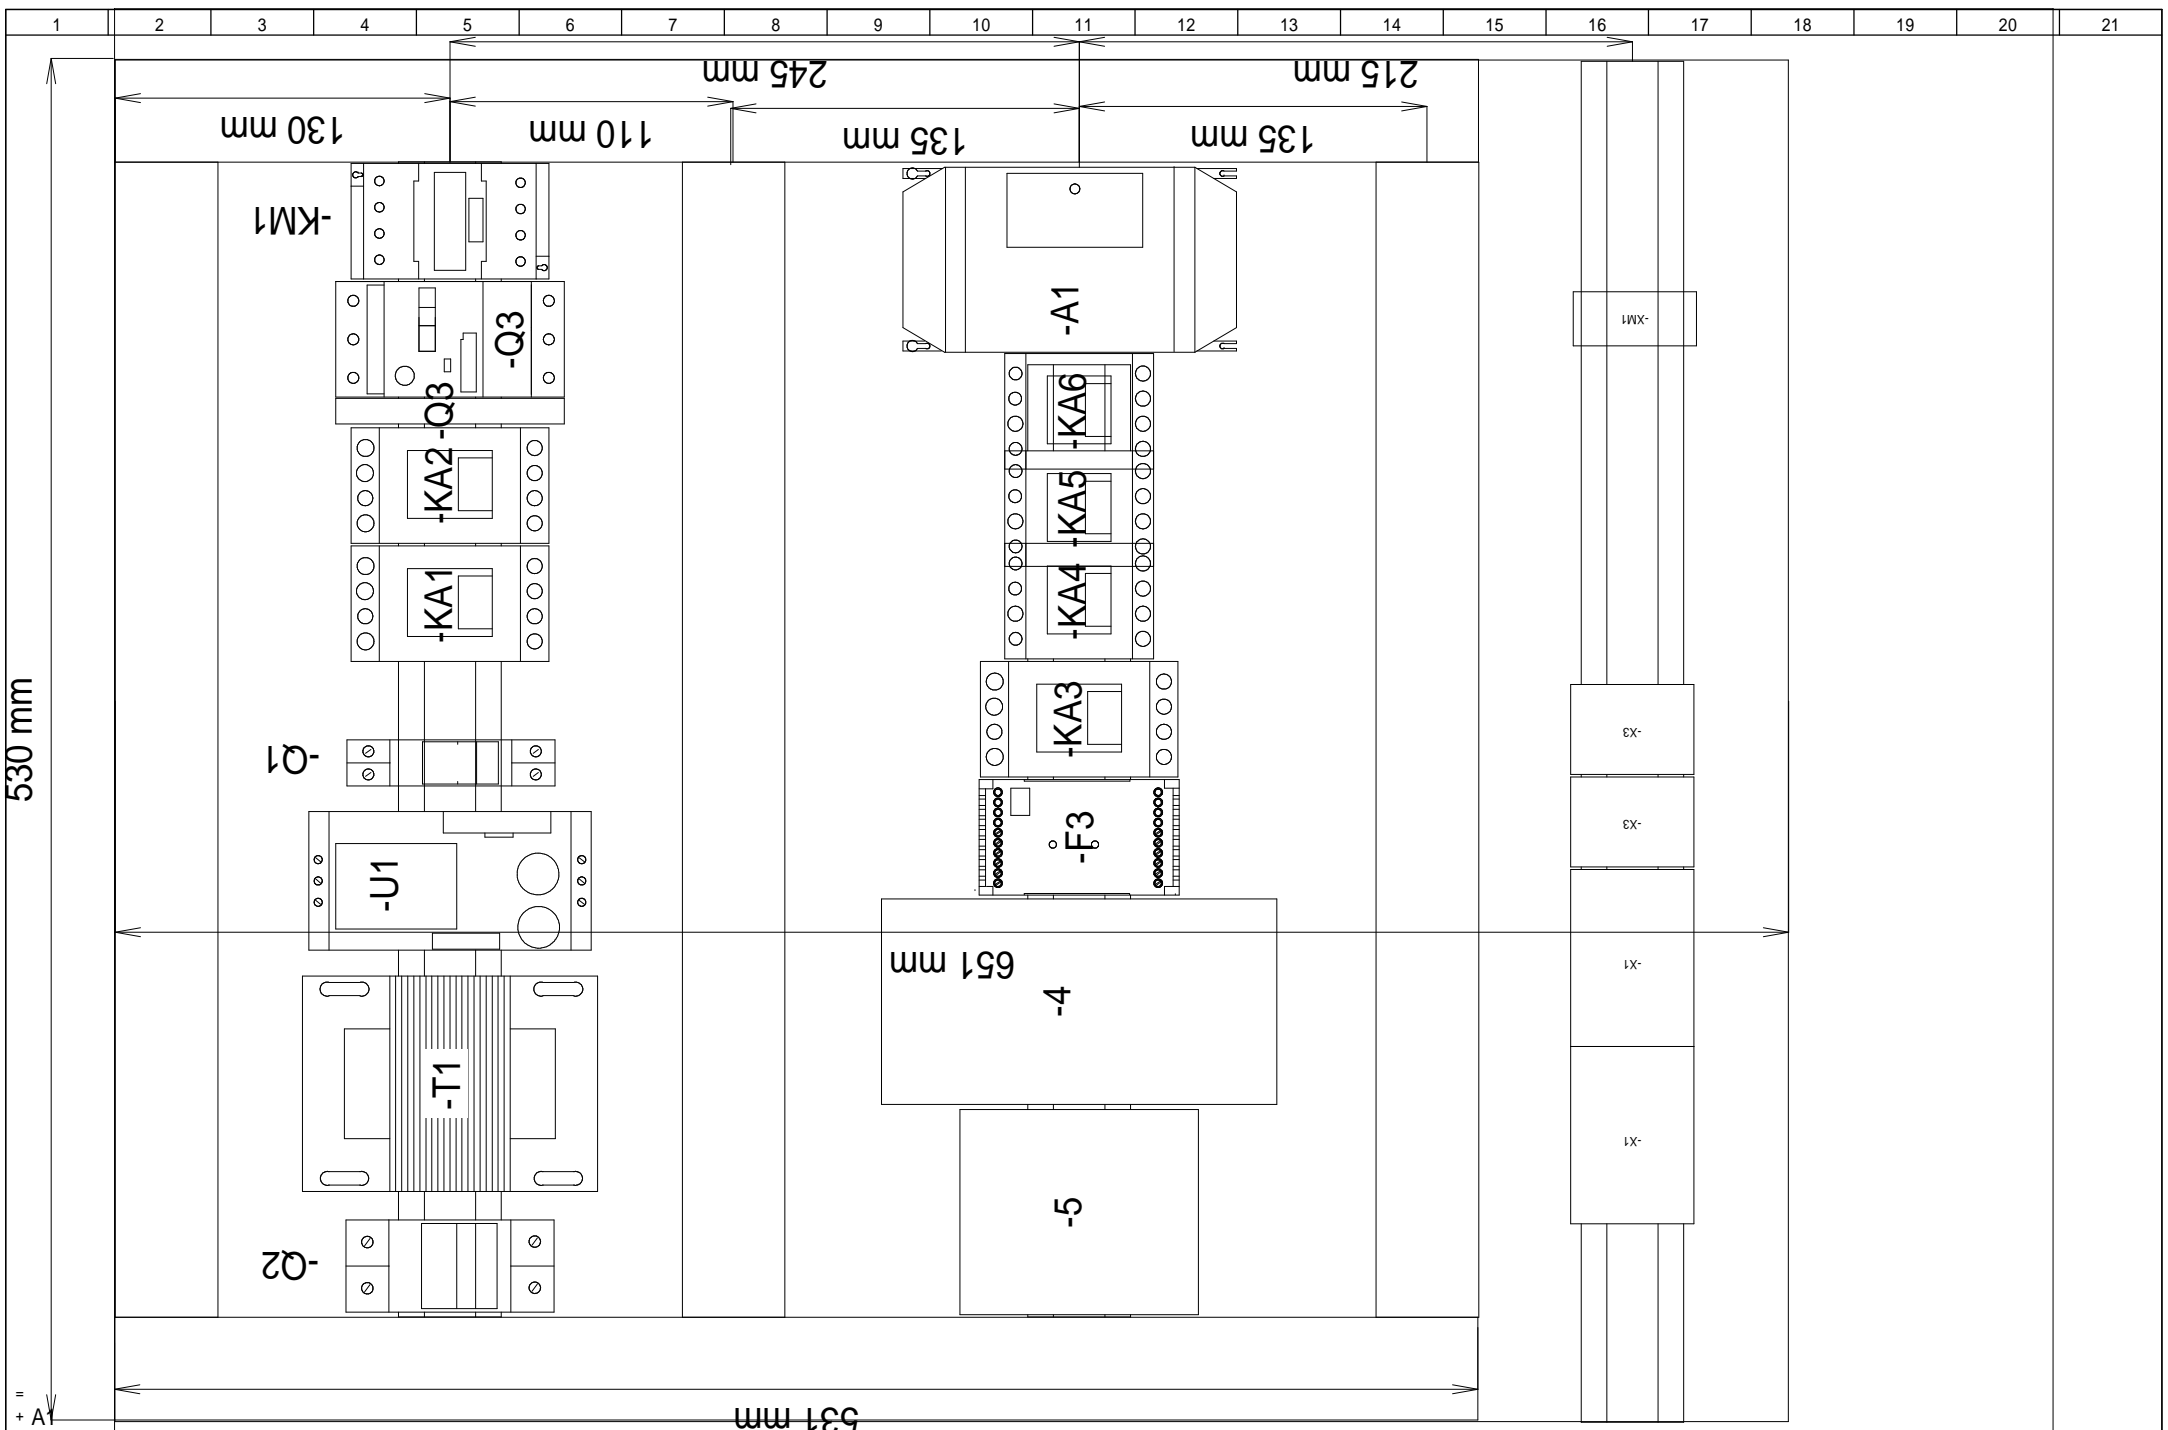 1 2 3 4 5 6 7 8 9 10 11 12 13 14 15 16 17 18 19 20 21
245 mm
215 mm
130 mm
110 mm
135 mm
135 mm
-KM1
-Q3
-Q3
-KA2
-KA1
-Q1
-U1
-T1
-Q2
-A1
-KA6
-KA5
-KA4
-KA3
-F3
651 mm
-4
-5
-XM1
-X3
-X3
-X1
-X1
530 mm
531 mm
=
+ A1